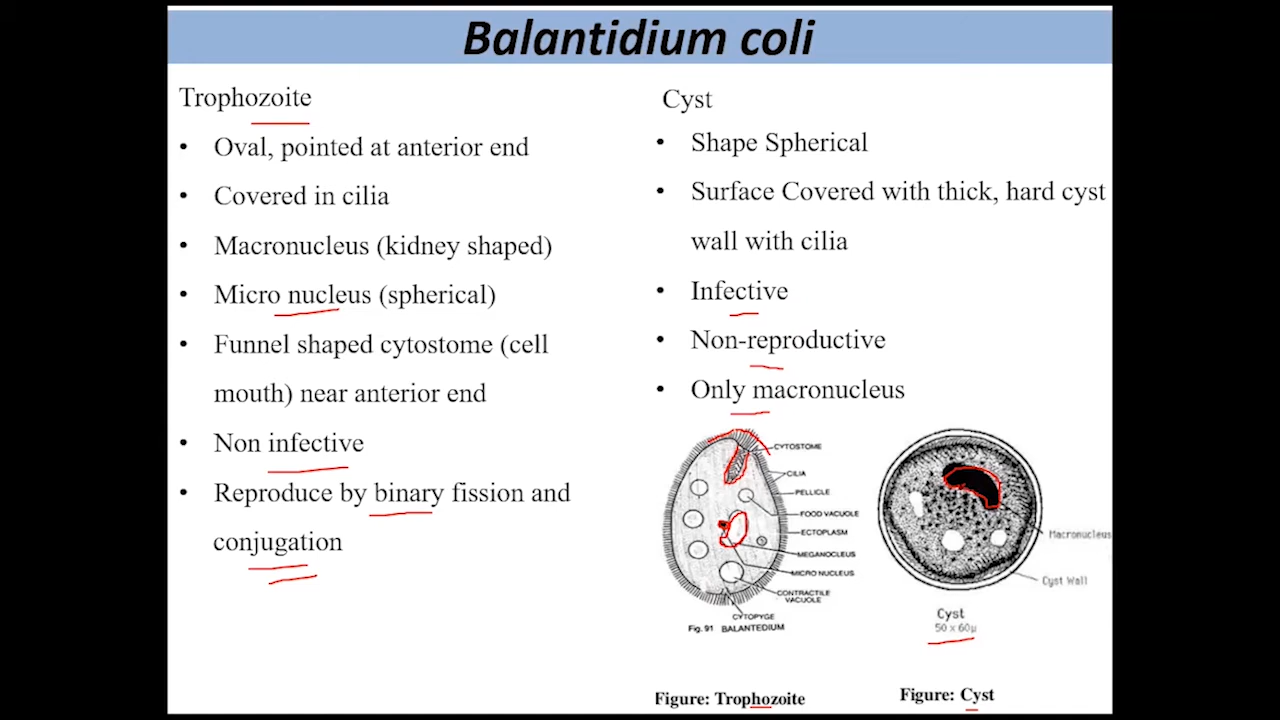 Balantidium coli
Trophozoite
• Oval, pointed at anterior end
• Covered in cilia
• Macronucleus (kidney shaped)
• Micro nucleus (spherical)
• Funnel shaped cytostome (cell
mouth) near anterior end
• Non infective
• Reproduce by binary fission and
conjugation
Cyst
• Shape Spherical
• Surface Covered with thick, hard cyst
wall with cilia
• Infective
• Non-reproductive
• Only macronucleus
CYTOSTOME
CILIA
PELLICLE
FOOD VACUOLE
ECTOPLASM
MEGANOCLEUS
MICRO NUCLEUS
CONTRACTILE
VACUOLE
CYTOPYGE
Fig. 91 BALANTEDIUM
Figure: Trophozoite
Macronucleus
Cyst Wall
Cyst
50 x 60µ
Figure: Cyst